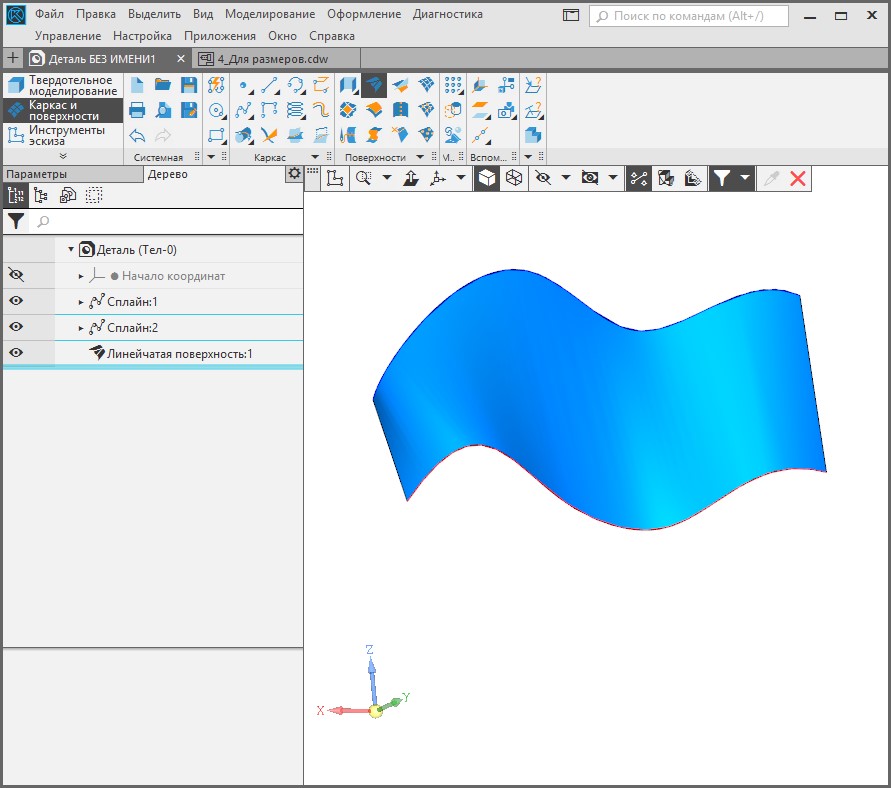 Файл Правка Выделить Вид Моделирование Оформление Диагностика
Поиск по командам (Alt+/)
Управление Настройка Приложения Окно Справка
Деталь БЕЗ ИМЕНИ1
4_Для размеров.cdw
Твердотельное
моделирование
Каркас и
поверхности
Инструменты
эскиза
Системная
Каркас
Поверхности
М...
Вспом...
Параметры
Дерево
Деталь (Тел-0)
Начало координат
Сплайн:1
Сплайн:2
Линейчатая поверхность:1
Z
Y
X